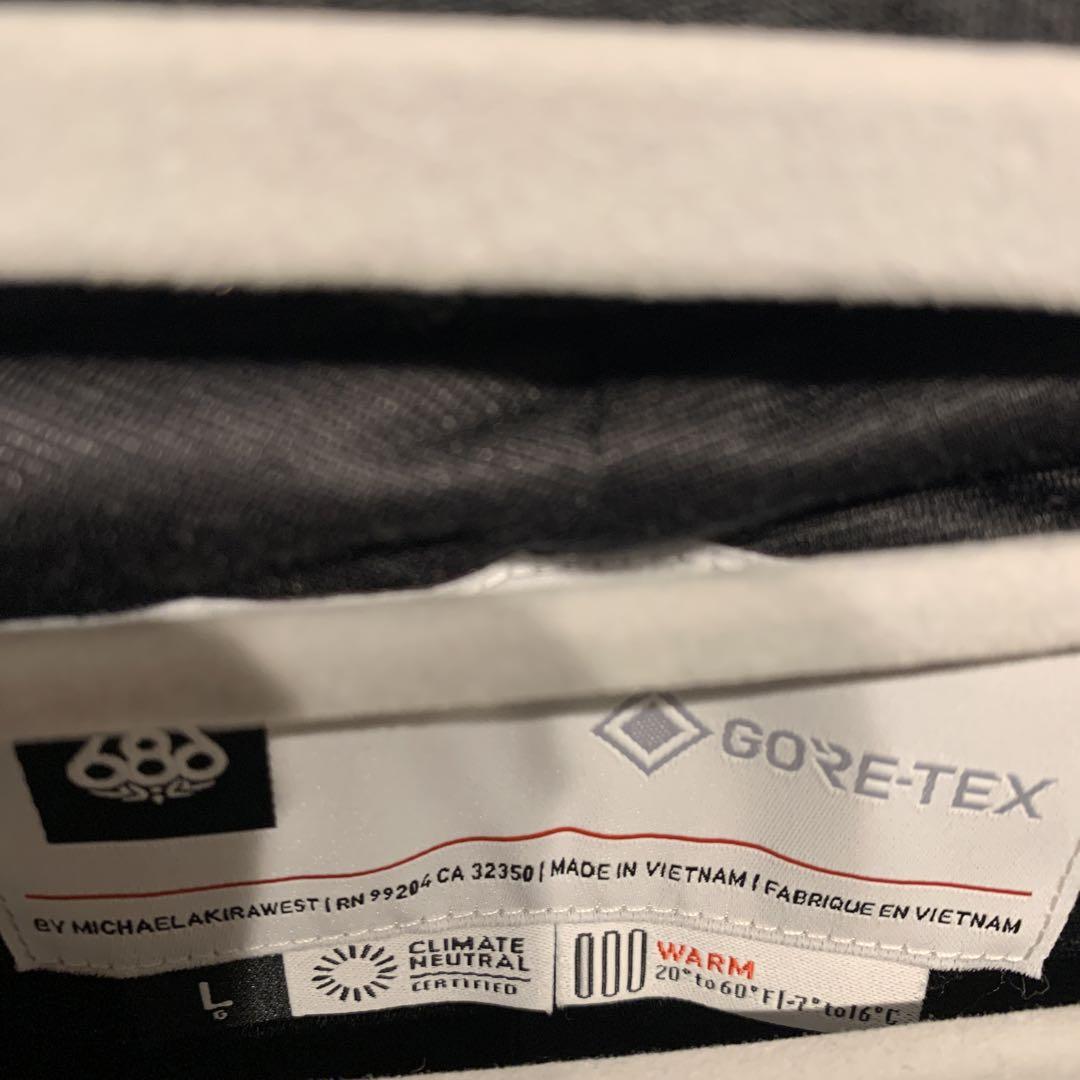 686
GORE-TEX
BY MICHAELAKIRAWEST | RN 99204 CA 32350 | MADE IN VIETNAM | FABRIQUE EN VIETNAM
L
G
CLIMATE
NEUTRAL
CERTIFIED
WARM
20° to 60°F | -7° to 16°C